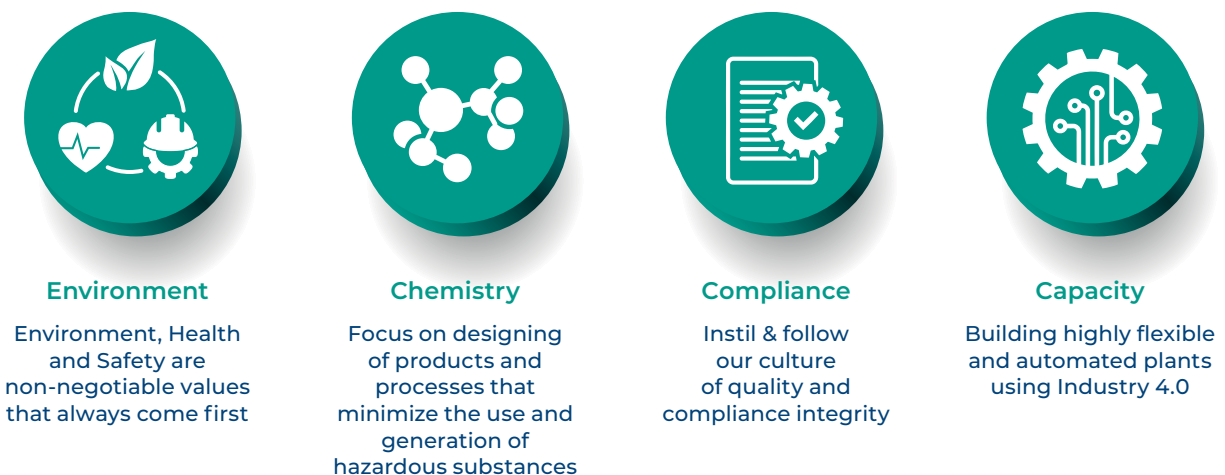 Environment
Environment, Health
and Safety are
non-negotiable values
that always come first
Chemistry
Focus on designing
of products and
processes that
minimize the use and
generation of
hazardous substances
Compliance
Instil & follow
our culture
of quality and
compliance integrity
Capacity
Building highly flexible
and automated plants
using Industry 4.0